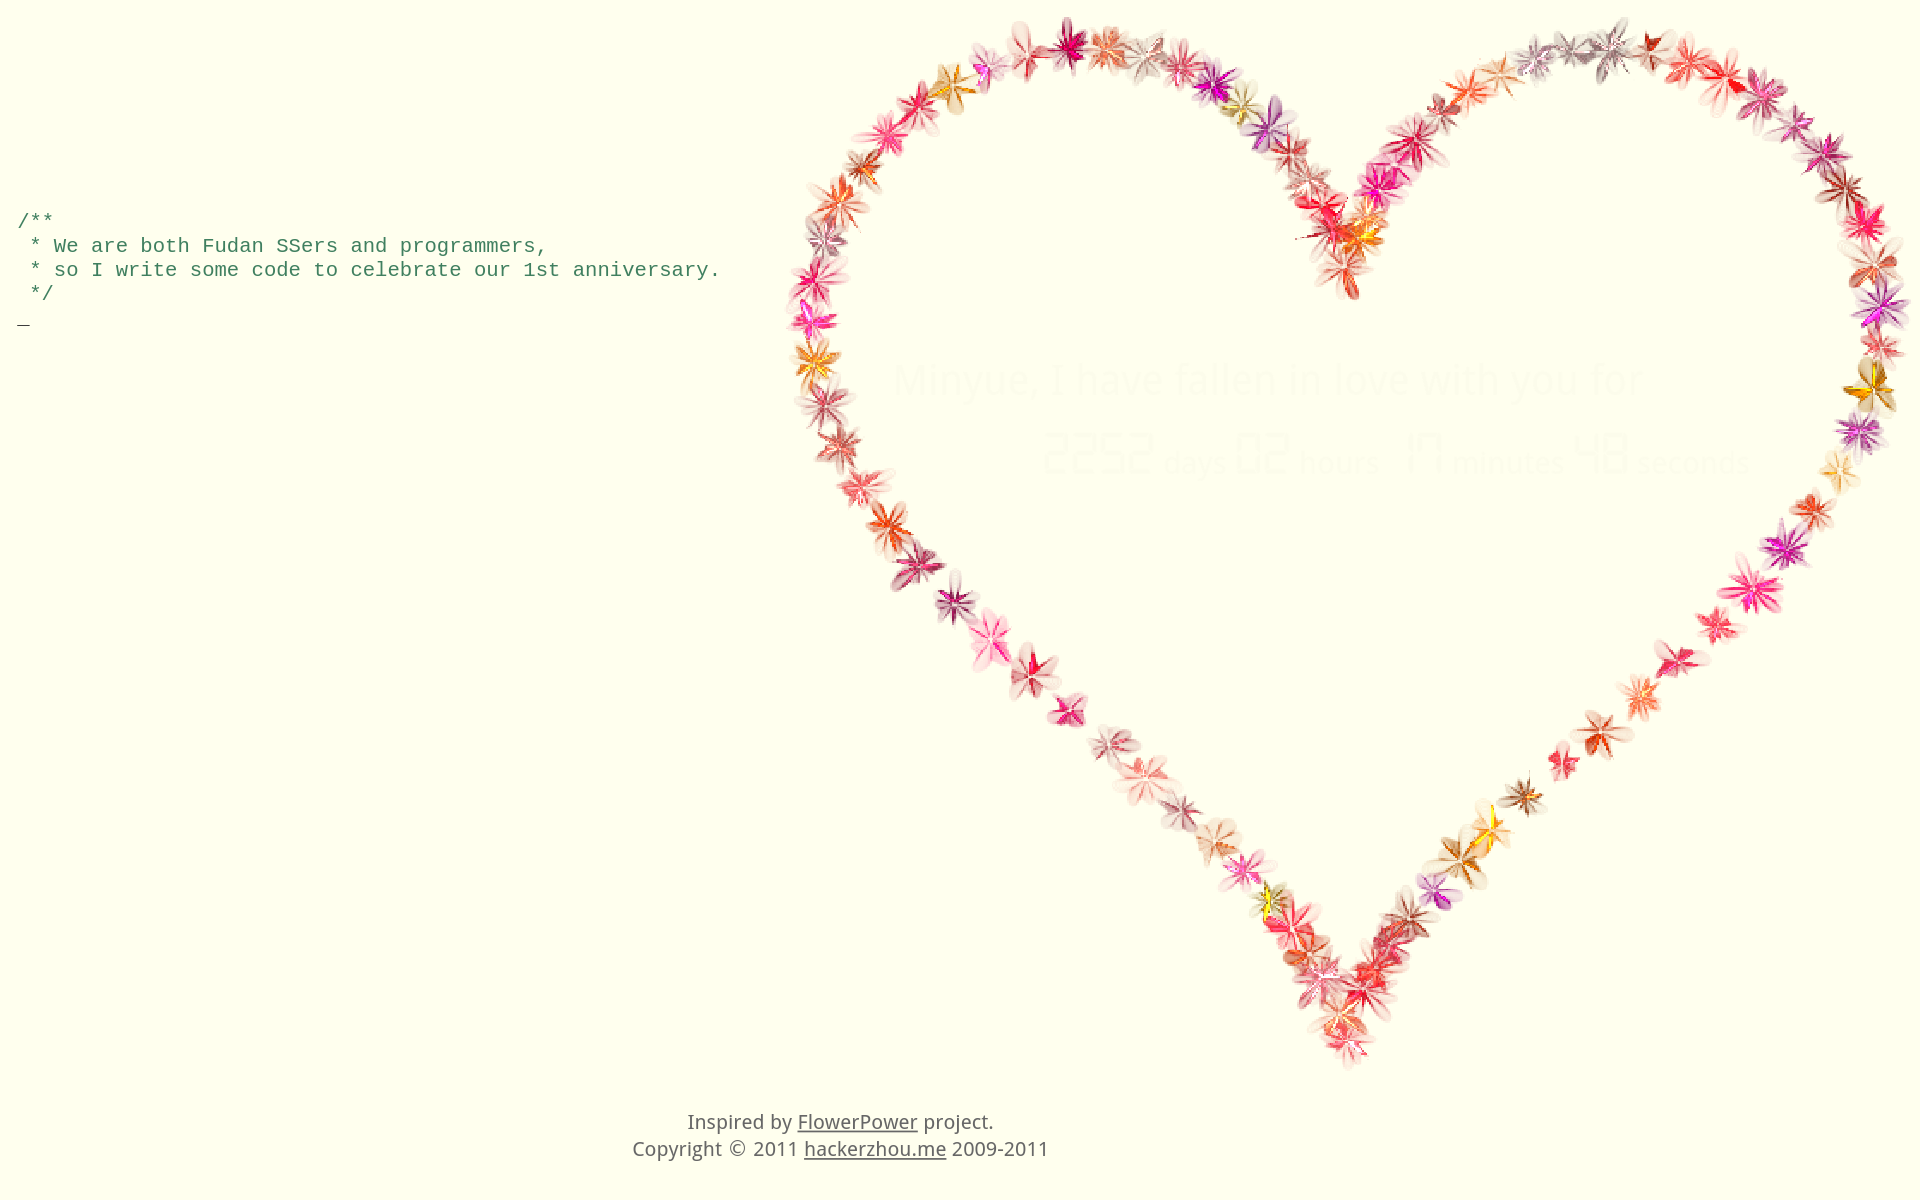 /**
 * We are both Fudan SSers and programmers,
 * so I write some code to celebrate our 1st anniversary.
 */
_
Minyue, I have fallen in love with you for
2252 days 02 hours 17 minutes 48 seconds
Inspired by FlowerPower project.
Copyright © 2011 hackerzhou.me 2009-2011